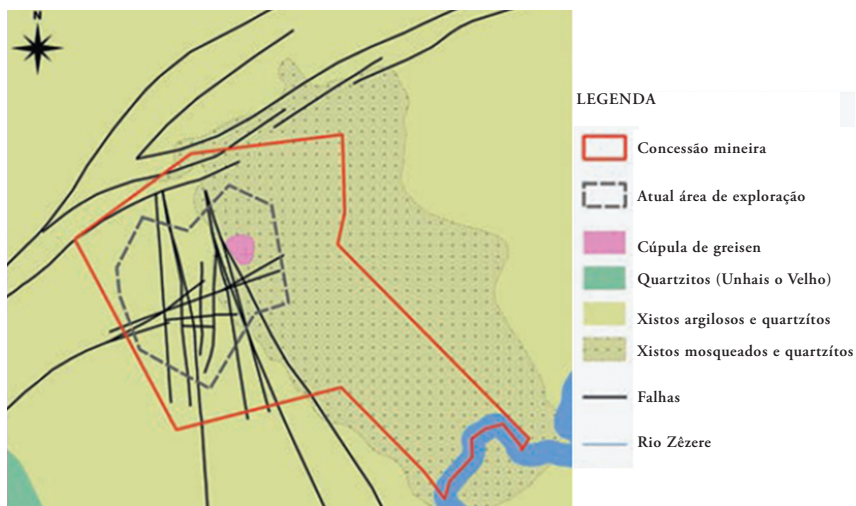 N
LEGENDA
Concessão mineira
Atual área de exploração
Cúpula de greisen
Quartzitos (Unhais o Velho)
Xistos argilosos e quartzítos
Xistos mosqueados e quartzítos
Falhas
Rio Zêzere